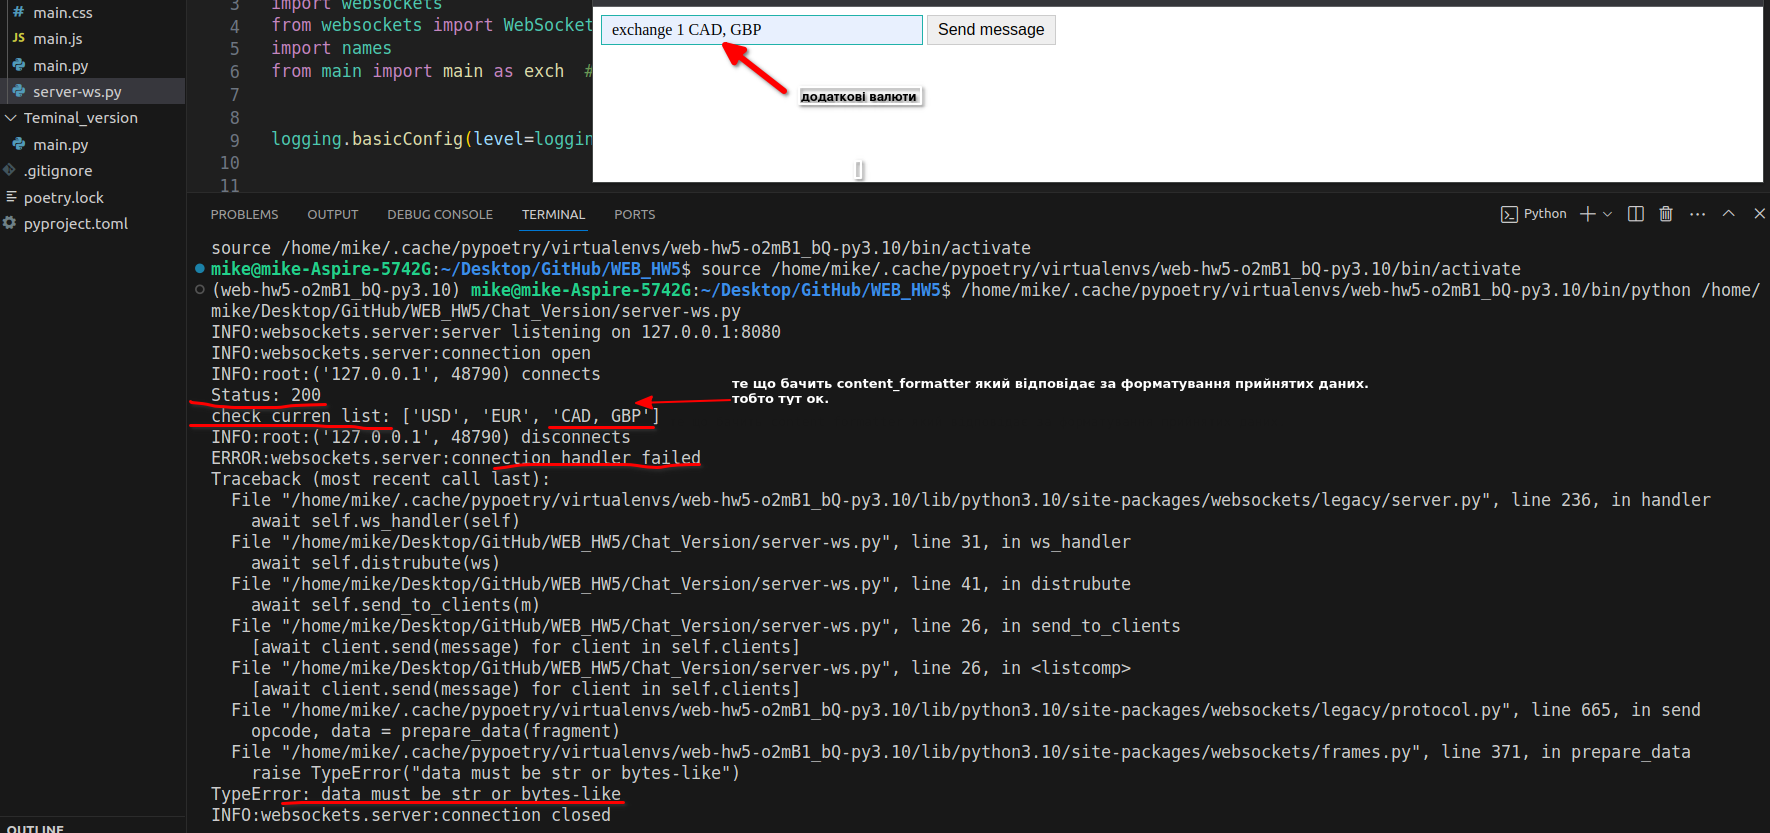 main.css
main.js
main.py
server-ws.py
Teminal_version
main.py
.gitignore
poetry.lock
pyproject.toml
OUTLINE
3 import websockets
4 from websockets import WebSocket
5 import names
6 from main import main as exch #
7
8
9 logging.basicConfig(level=loggin
10
11
exchange 1 CAD, GBP
Send message
додаткові валюти
PROBLEMS OUTPUT DEBUG CONSOLE TERMINAL PORTS
Python
source /home/mike/.cache/pypoetry/virtualenvs/web-hw5-o2mB1_bQ-py3.10/bin/activate
mike@mike-Aspire-5742G:~/Desktop/GitHub/WEB_HW5$ source /home/mike/.cache/pypoetry/virtualenvs/web-hw5-o2mB1_bQ-py3.10/bin/activate
(web-hw5-o2mB1_bQ-py3.10) mike@mike-Aspire-5742G:~/Desktop/GitHub/WEB_HW5$ /home/mike/.cache/pypoetry/virtualenvs/web-hw5-o2mB1_bQ-py3.10/bin/python /home/
mike/Desktop/GitHub/WEB_HW5/Chat_Version/server-ws.py
INFO:websockets.server:server listening on 127.0.0.1:8080
INFO:websockets.server:connection open
INFO:root:('127.0.0.1', 48790) connects
те що бачить content_formatter який відповідає за форматування прийнятих даних.
тобто тут ок.
Status: 200
check curren list: ['USD', 'EUR', 'CAD, GBP']
INFO:root:('127.0.0.1', 48790) disconnects
ERROR:websockets.server:connection handler failed
Traceback (most recent call last):
File "/home/mike/.cache/pypoetry/virtualenvs/web-hw5-o2mB1_bQ-py3.10/lib/python3.10/site-packages/websockets/legacy/server.py", line 236, in handler
await self.ws_handler(self)
File "/home/mike/Desktop/GitHub/WEB_HW5/Chat_Version/server-ws.py", line 31, in ws_handler
await self.distrubute(ws)
File "/home/mike/Desktop/GitHub/WEB_HW5/Chat_Version/server-ws.py", line 41, in distrubute
await self.send_to_clients(m)
File "/home/mike/Desktop/GitHub/WEB_HW5/Chat_Version/server-ws.py", line 26, in send_to_clients
[await client.send(message) for client in self.clients]
File "/home/mike/Desktop/GitHub/WEB_HW5/Chat_Version/server-ws.py", line 26, in <listcomp>
[await client.send(message) for client in self.clients]
File "/home/mike/.cache/pypoetry/virtualenvs/web-hw5-o2mB1_bQ-py3.10/lib/python3.10/site-packages/websockets/legacy/protocol.py", line 665, in send
opcode, data = prepare_data(fragment)
File "/home/mike/.cache/pypoetry/virtualenvs/web-hw5-o2mB1_bQ-py3.10/lib/python3.10/site-packages/websockets/frames.py", line 371, in prepare_data
raise TypeError("data must be str or bytes-like")
TypeError: data must be str or bytes-like
INFO:websockets.server:connection closed